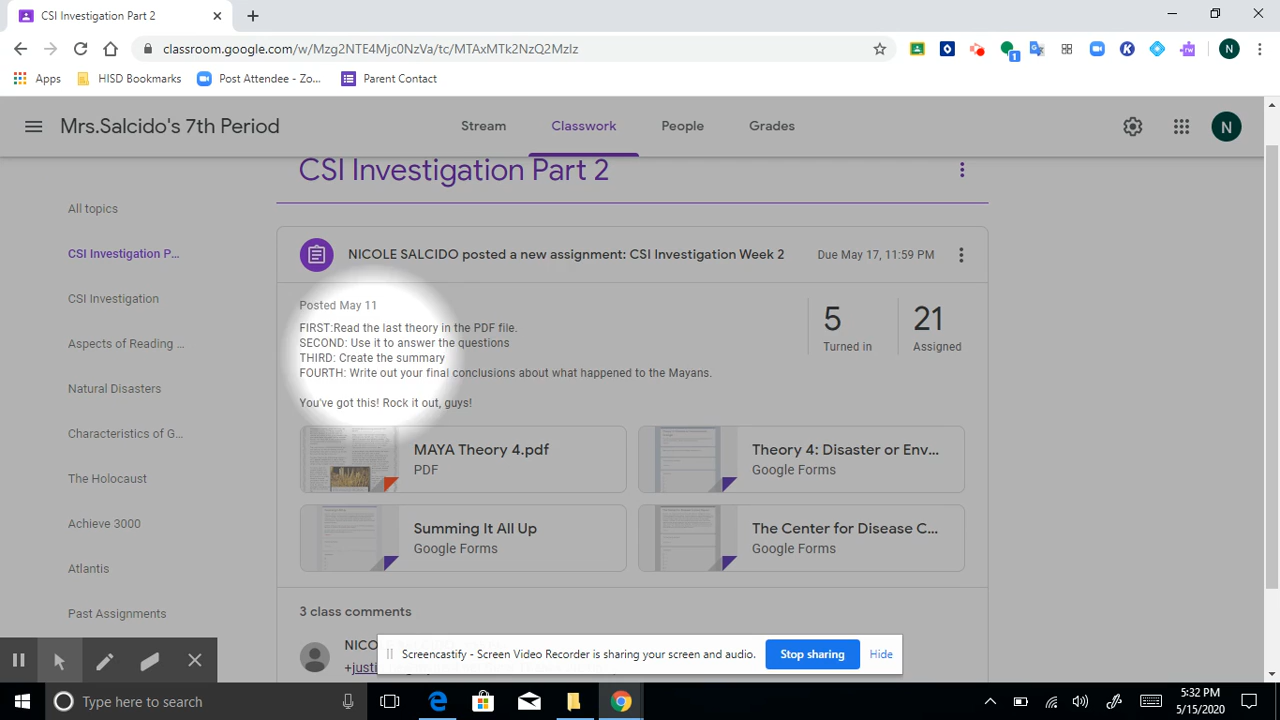 CSI Investigation Part 2
classroom.google.com/w/Mzg2NTE4Mjc0NzVa/tc/MTAxMTk2NzQ2MzIz
1
N
Apps
HISD Bookmarks
Post Attendee - Zo...
Parent Contact
Mrs.Salcido's 7th Period
Stream
Classwork
People
Grades
N
CSI Investigation Part 2
All topics
CSI Investigation P...
CSI Investigation
Aspects of Reading ...
Natural Disasters
Characteristics of G...
The Holocaust
Achieve 3000
Atlantis
Past Assignments
NICOLE SALCIDO posted a new assignment: CSI Investigation Week 2
Due May 17, 11:59 PM
Posted May 11
FIRST:Read the last theory in the PDF file.
SECOND: Use it to answer the questions
THIRD: Create the summary
FOURTH: Write out your final conclusions about what happened to the Mayans.
You've got this! Rock it out, guys!
5
Turned in
21
Assigned
MAYA Theory 4.pdf
PDF
Theory 4: Disaster or Env...
Google Forms
Summing It All Up
Google Forms
The Center for Disease C...
Google Forms
3 class comments
Screencastify - Screen Video Recorder is sharing your screen and audio.
Stop sharing
Hide
Type here to search
5:32 PM
5/15/2020